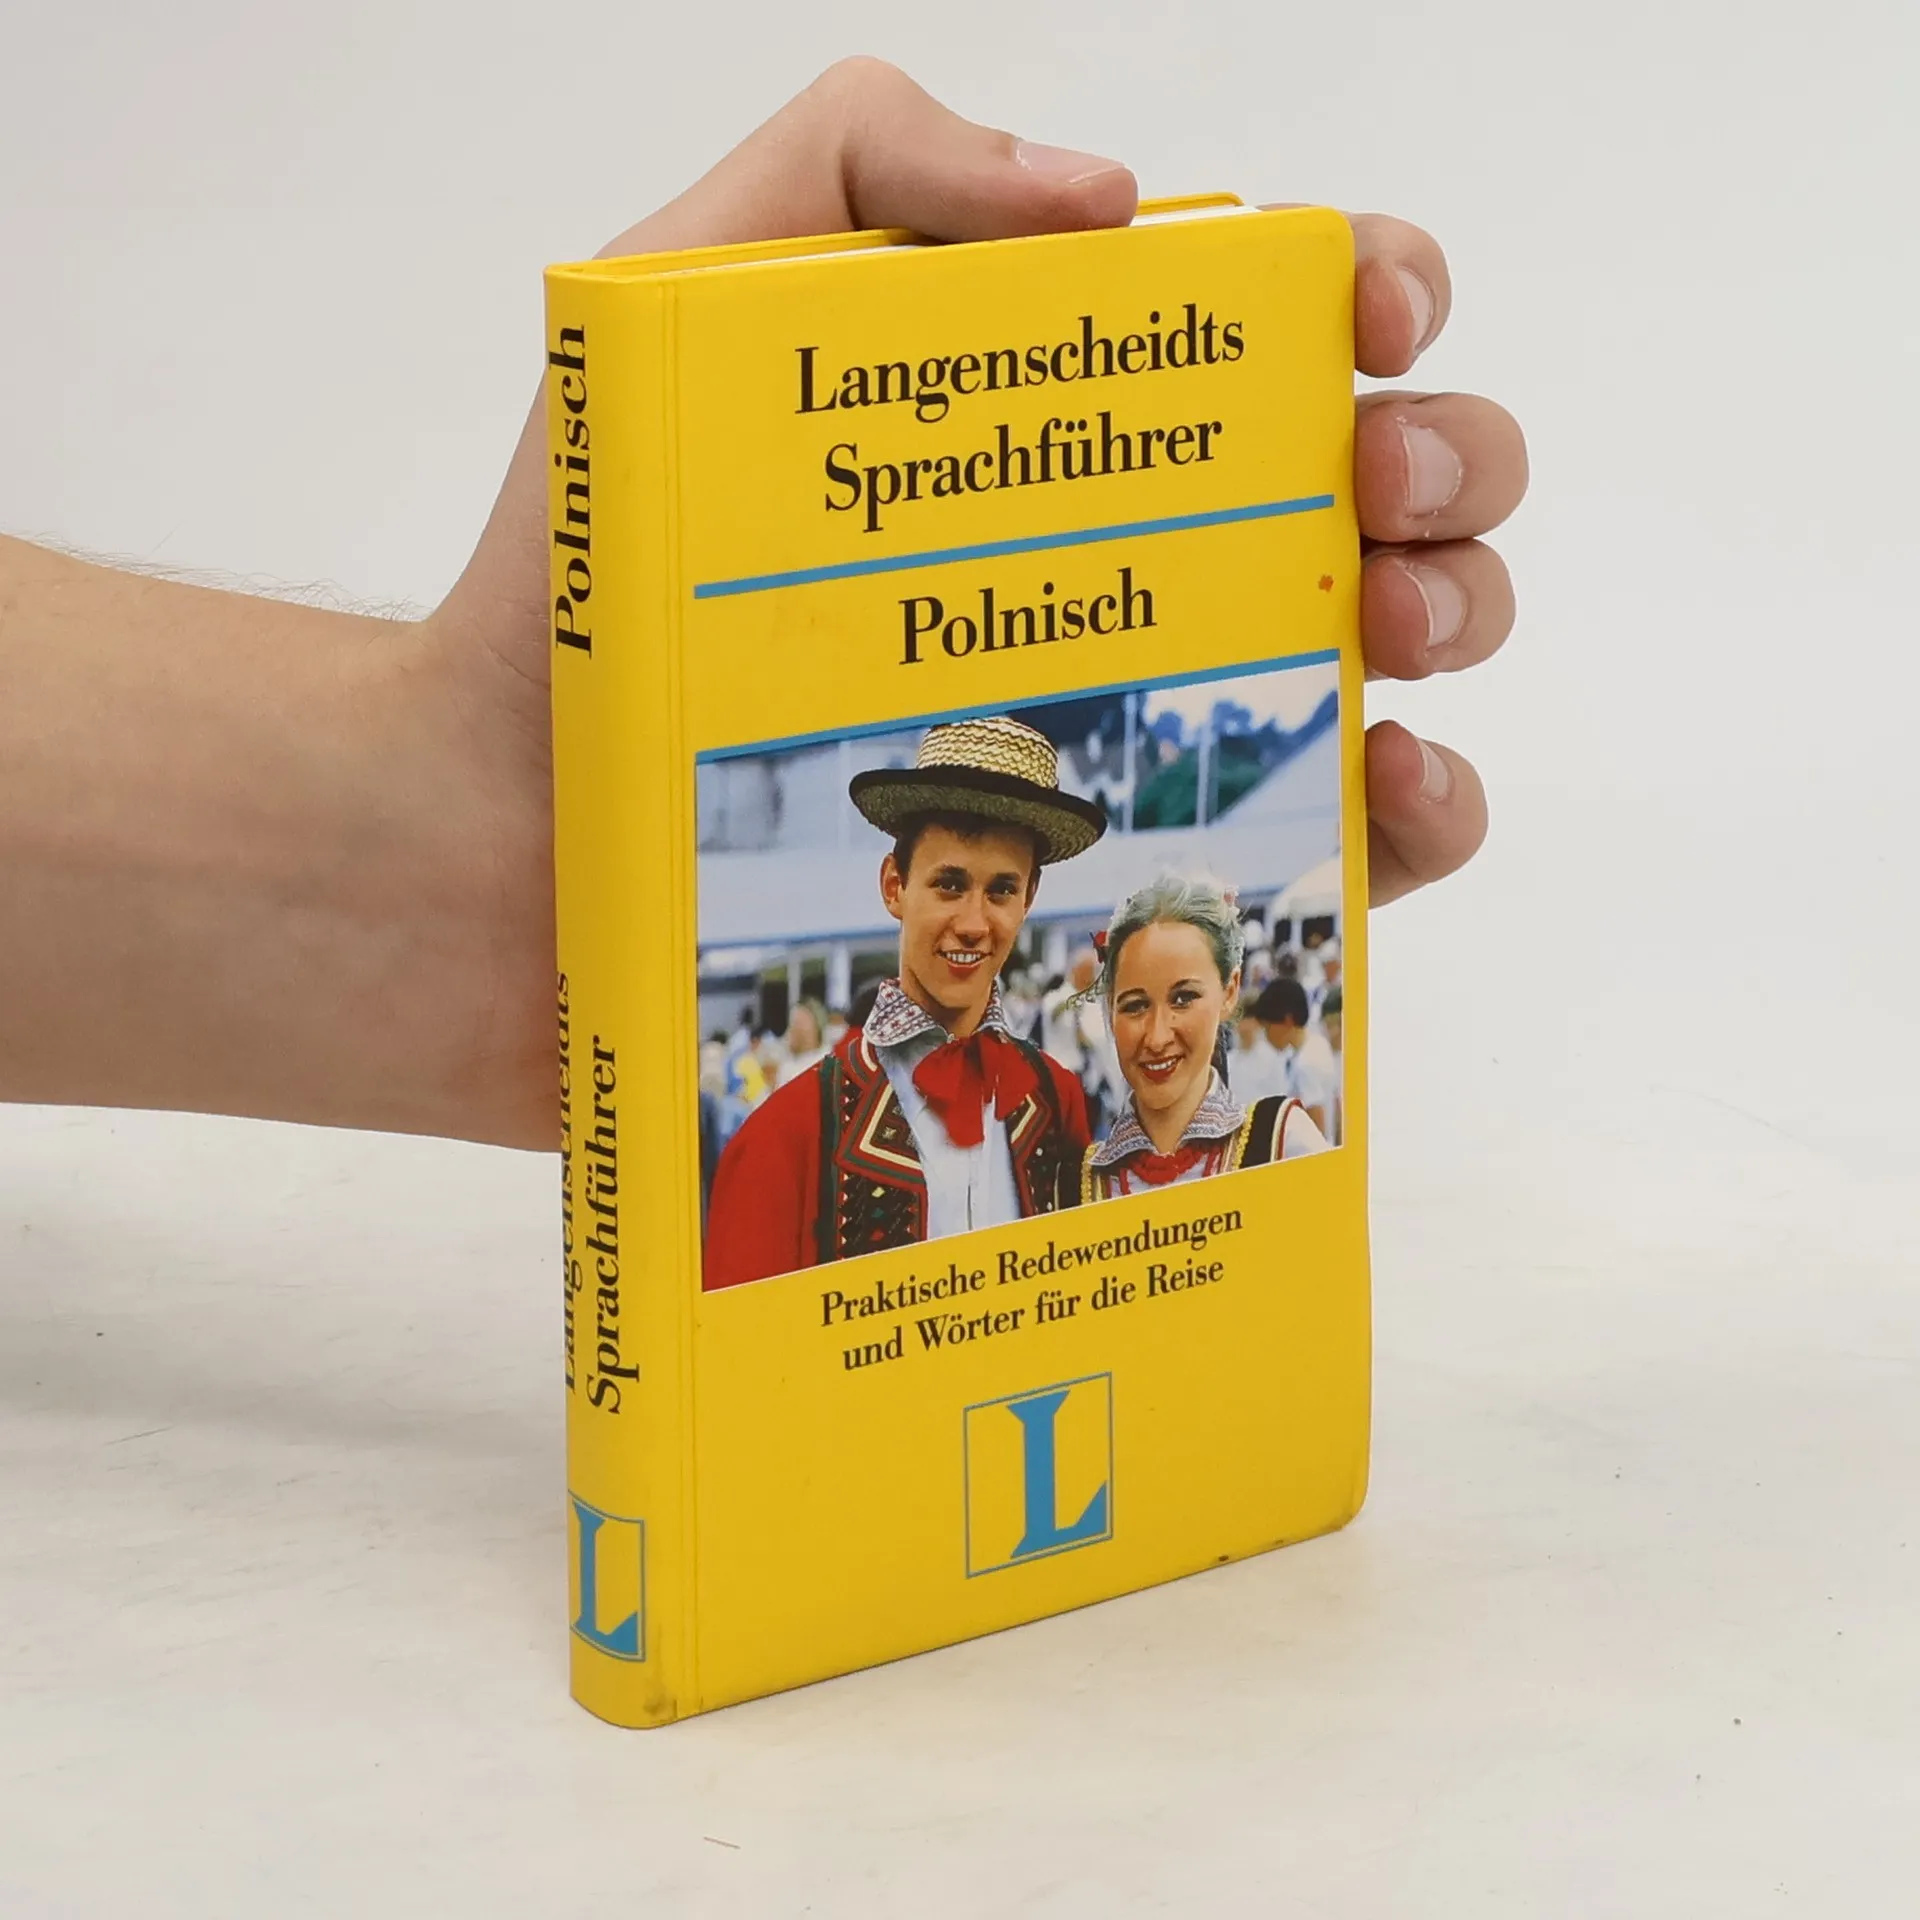 Langenscheidts
Sprachführer
Polnisch
Praktische Redewendungen
und Wörter für die Reise
L
Polnisch
Langenscheidts
Sprachführer
L